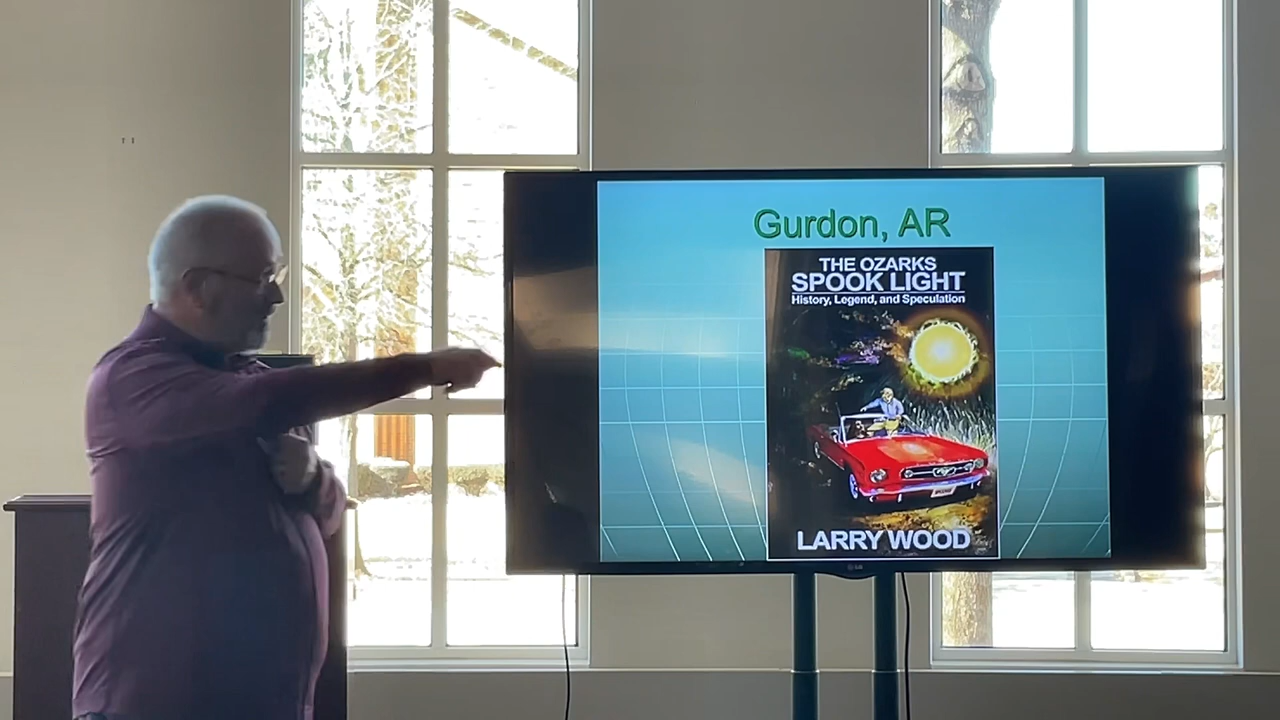 Gurdon, AR
THE OZARKS
SPOOK LIGHT
History, Legend, and Speculation
LARRY WOOD